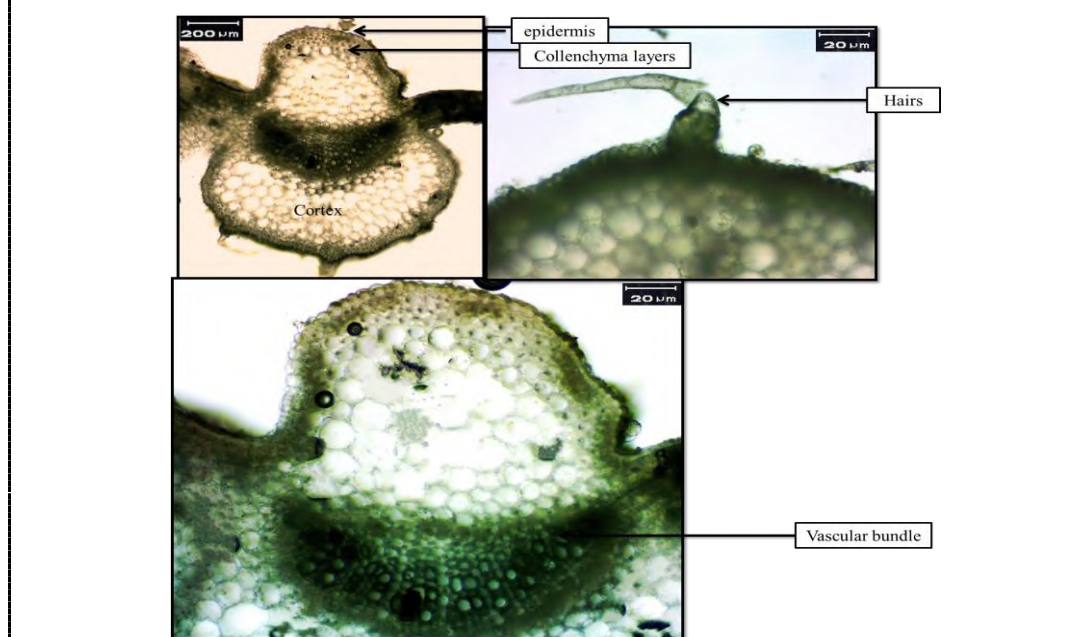 200 µm
epidermis
Collenchyma layers
20 µm
Hairs
Cortex
20 µm
Vascular bundle